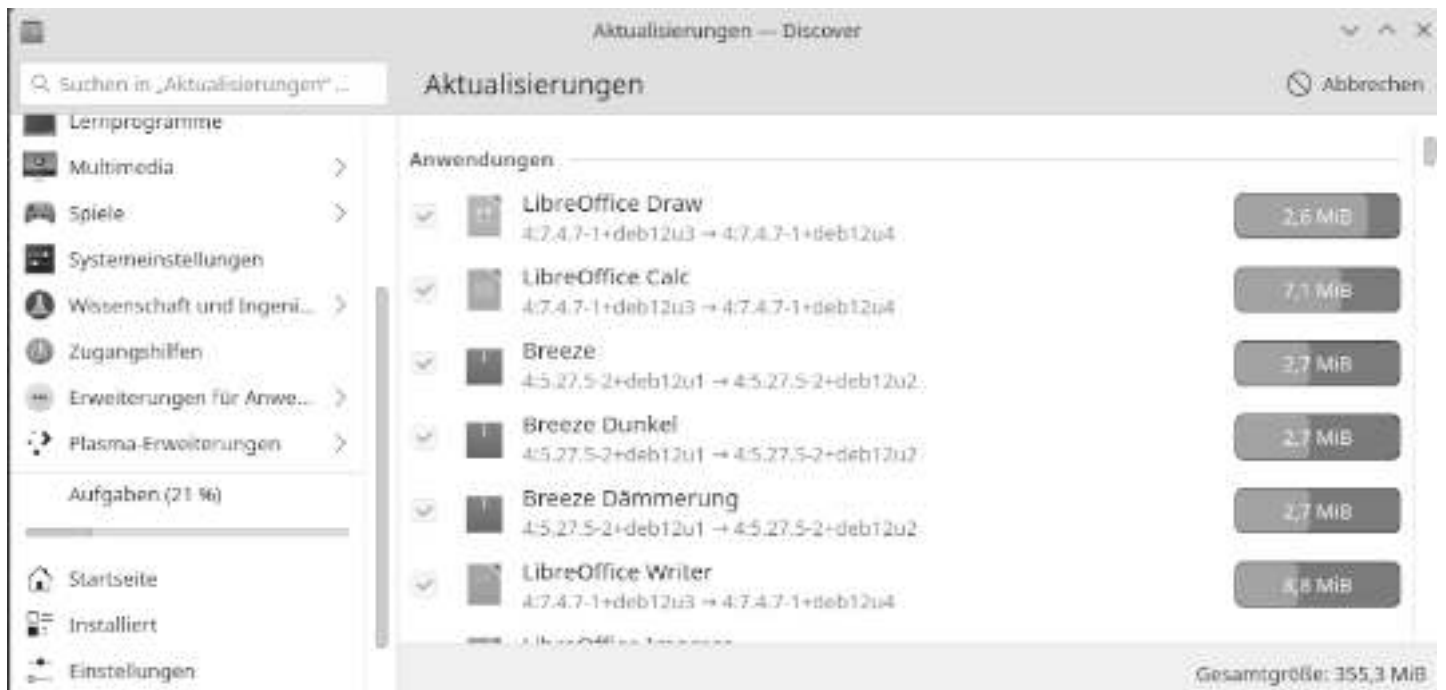 Aktualisierungen — Discover
Suchen in „Aktualisierungen“ ...
Aktualisierungen
Abbrechen
Lernprogramme
Multimedia
Spiele
Systemeinstellungen
Wissenschaft und Ingeni...
Zugangshilfen
Erweiterungen für Anwe...
Plasma-Erweiterungen
Aufgaben (21 %)
Startseite
Installiert
Einstellungen
Anwendungen
LibreOffice Draw
2,6 MiB
4:7.4.7-1+deb12u3 → 4:7.4.7-1+deb12u4
LibreOffice Calc
7,1 MiB
4:7.4.7-1+deb12u3 → 4:7.4.7-1+deb12u4
Breeze
2,7 MiB
4:5.27.5-2+deb12u1 → 4:5.27.5-2+deb12u2
Breeze Dunkel
2,7 MiB
4:5.27.5-2+deb12u1 → 4:5.27.5-2+deb12u2
Breeze Dämmerung
2,7 MiB
4:5.27.5-2+deb12u1 → 4:5.27.5-2+deb12u2
LibreOffice Writer
MiB
4:7.4.7-1+deb12u3 → 4:7.4.7-1+deb12u4
LibreOffice Impress
Gesamtgröße: 355,3 MiB